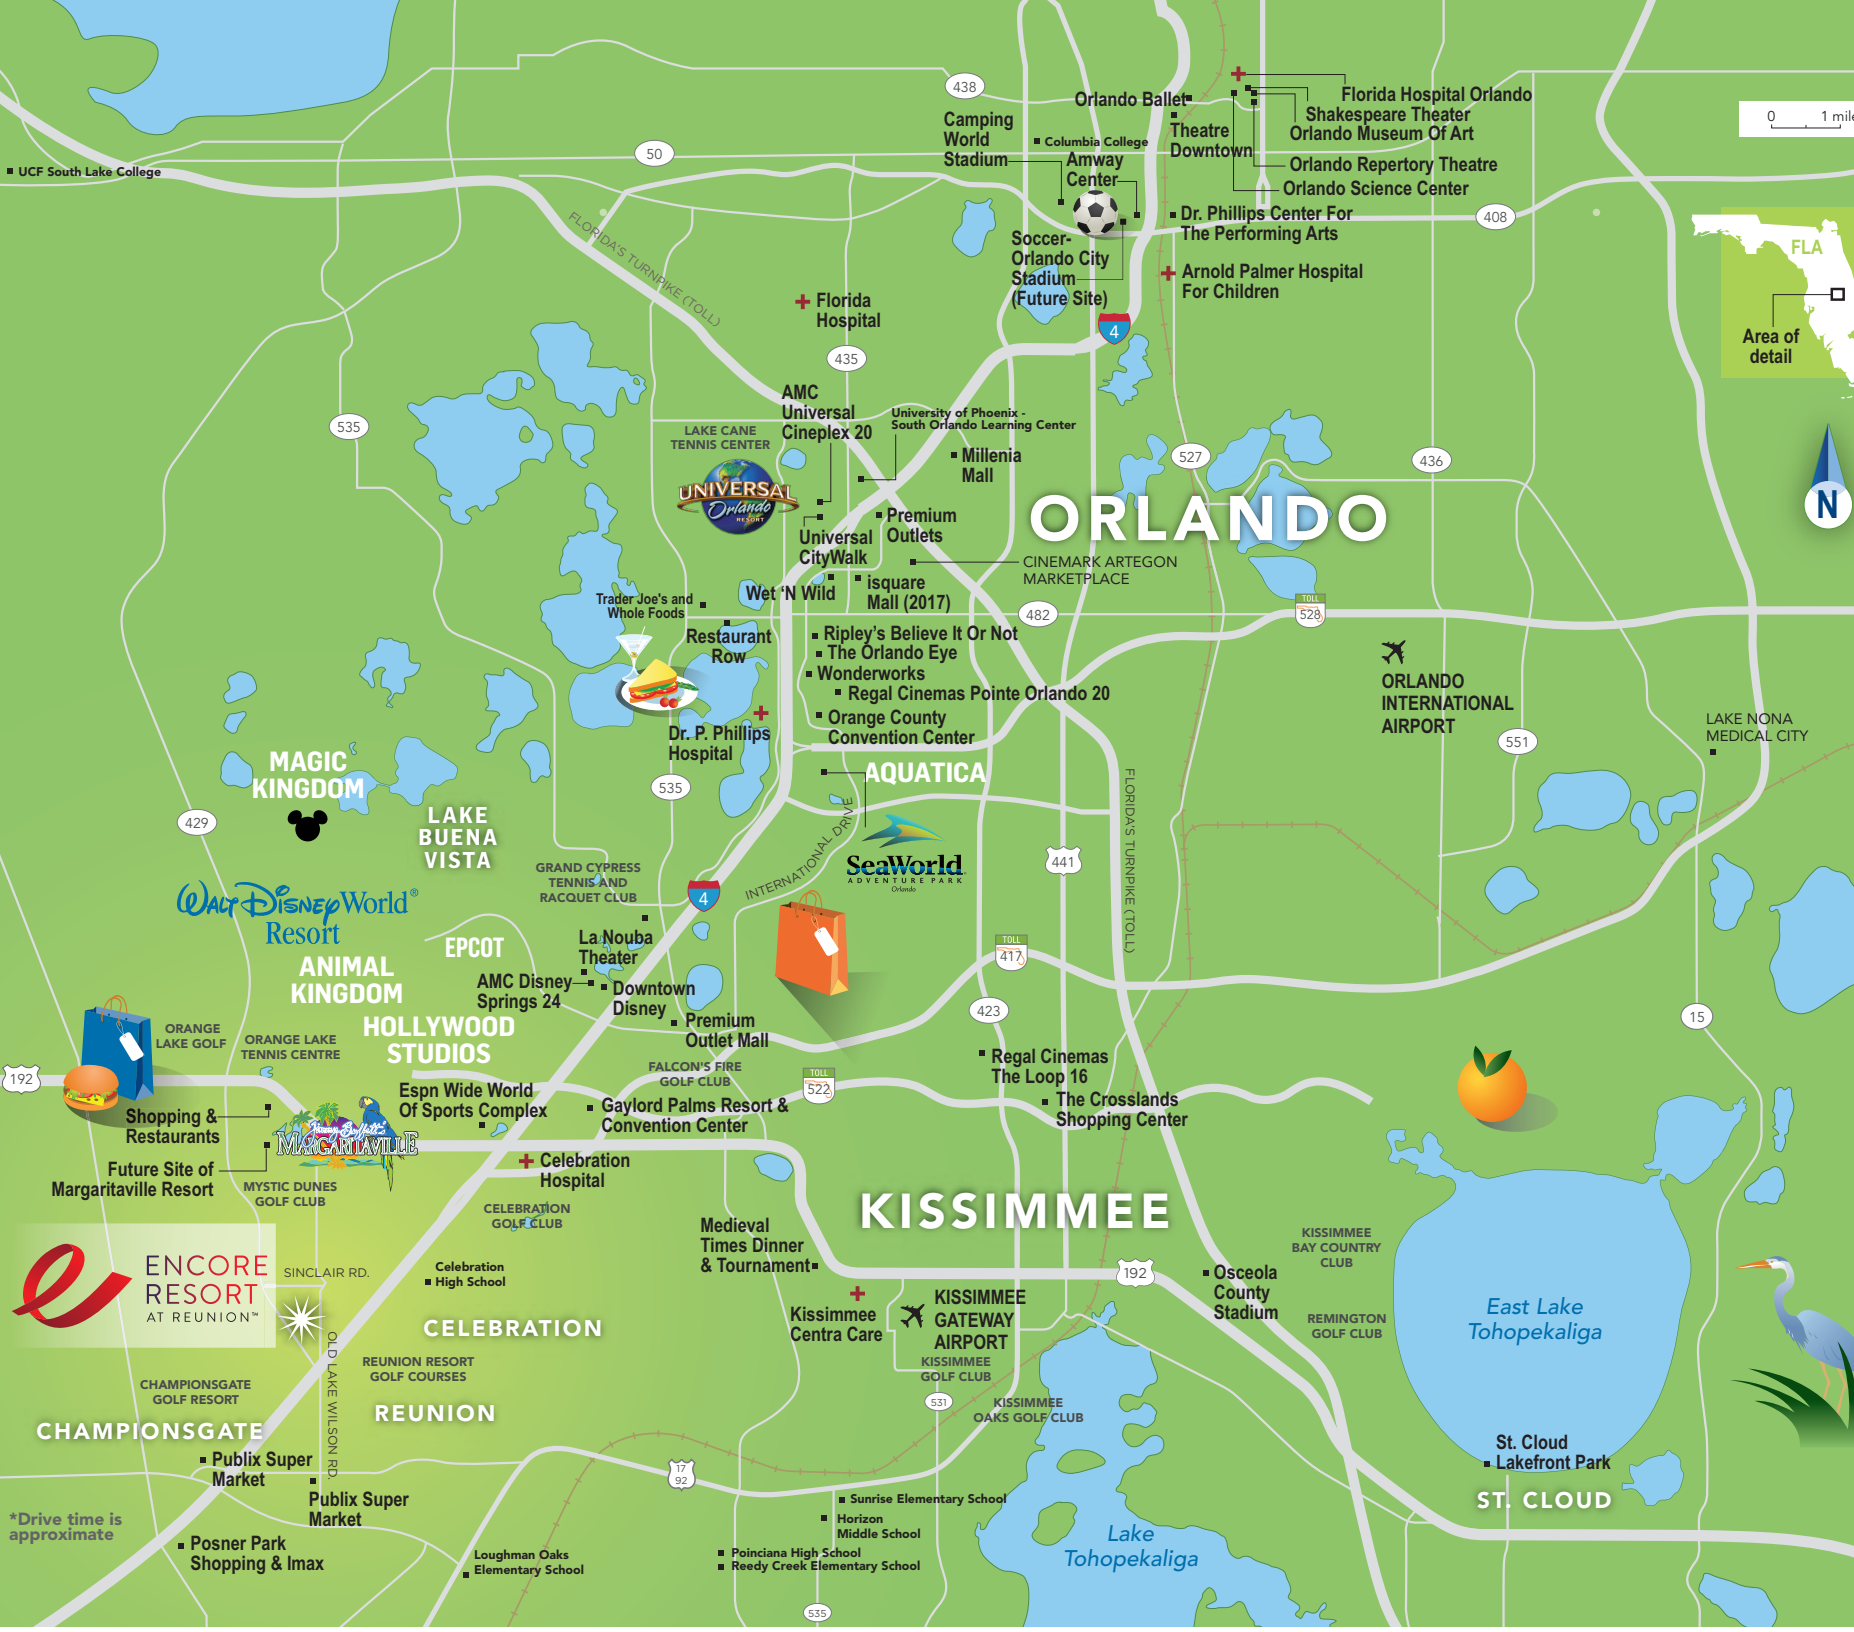 438
Orlando Ballet
Florida Hospital Orlando
Shakespeare Theater
Orlando Museum Of Art
Orlando Repertory Theatre
Orlando Science Center
0
1 mile
Camping
World
Stadium
Columbia College
Amway
Center
Theatre
Downtown
50
UCF South Lake College
Dr. Phillips Center For
The Performing Arts
408
FLORIDA'S TURNPIKE (TOLL)
Soccer-
Orlando City
Stadium
(Future Site)
Arnold Palmer Hospital
For Children
FLA
Area of
detail
Florida
Hospital
4
435
AMC
Universal
Cineplex 20
University of Phoenix -
South Orlando Learning Center
535
LAKE CANE
TENNIS CENTER
Millenia
Mall
527
436
UNIVERSAL
Orlando
RESORT
ORLANDO
N
Premium
Outlets
Universal
CityWalk
CINEMARK ARTEGON
MARKETPLACE
Wet 'N Wild
isquare
Mall (2017)
Trader Joe's and
Whole Foods
482
TOLL
528
Restaurant
Row
Ripley's Believe It Or Not
The Orlando Eye
Wonderworks
Regal Cinemas Pointe Orlando 20
Orange County
Convention Center
ORLANDO
INTERNATIONAL
AIRPORT
Dr. P. Phillips
Hospital
551
LAKE NONA
MEDICAL CITY
MAGIC
KINGDOM
535
AQUATICA
FLORIDA'S TURNPIKE (TOLL)
429
LAKE
BUENA
VISTA
INTERNATIONAL DRIVE
SeaWorld
ADVENTURE PARK
Orlando
441
GRAND CYPRESS
TENNIS AND
RACQUET CLUB
4
WALT DISNEY World®
Resort
EPCOT
La Nouba
Theater
ANIMAL
KINGDOM
AMC Disney
Springs 24
Downtown
Disney
TOLL
417
423
15
HOLLYWOOD
STUDIOS
Premium
Outlet Mall
ORANGE
LAKE GOLF
ORANGE LAKE
TENNIS CENTRE
192
FALCON'S FIRE
GOLF CLUB
TOLL
522
Regal Cinemas
The Loop 16
The Crosslands
Shopping Center
Espn Wide World
Of Sports Complex
Gaylord Palms Resort &
Convention Center
Shopping &
Restaurants
Jimmy Buffett's
MARGARITAVILLE
Future Site of
Margaritaville Resort
MYSTIC DUNES
GOLF CLUB
Celebration
Hospital
CELEBRATION
GOLF CLUB
KISSIMMEE
Medieval
Times Dinner
& Tournament
KISSIMMEE
BAY COUNTRY
CLUB
ENCORE
RESORT
AT REUNION™
SINCLAIR RD.
Celebration
High School
192
Osceola
County
Stadium
KISSIMMEE
GATEWAY
AIRPORT
Kissimmee
Centra Care
REMINGTON
GOLF CLUB
East Lake
Tohopekaliga
CELEBRATION
OLD LAKE WILSON RD.
REUNION RESORT
GOLF COURSES
KISSIMMEE
GOLF CLUB
CHAMPIONSGATE
GOLF RESORT
531
KISSIMMEE
OAKS GOLF CLUB
REUNION
CHAMPIONSGATE
Publix Super
Market
Publix Super
Market
17
92
St. Cloud
Lakefront Park
ST. CLOUD
*Drive time is
approximate
Sunrise Elementary School
Horizon
Middle School
Lake
Tohopekaliga
Posner Park
Shopping & Imax
Loughman Oaks
Elementary School
Poinciana High School
Reedy Creek Elementary School
535